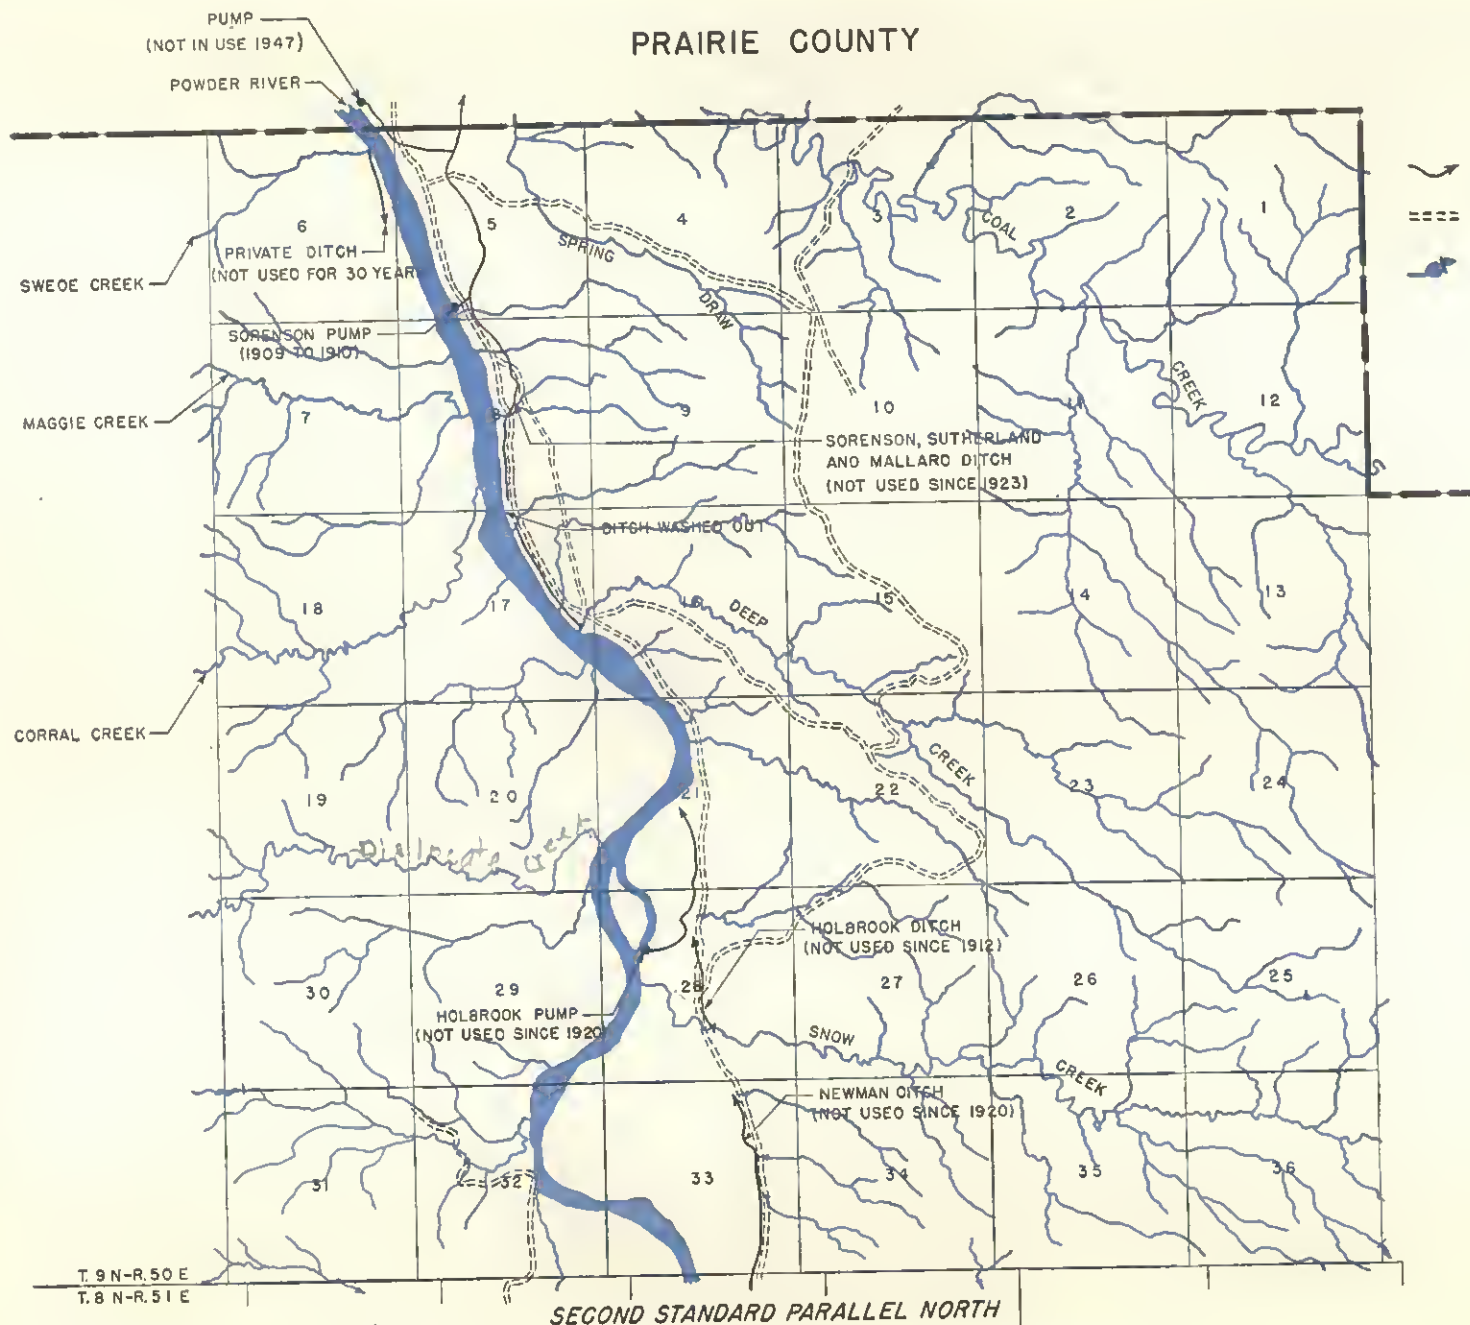 PRAIRIE COUNTY
PUMP
(NOT IN USE 1947)
POWDER RIVER
6
5
4
3
2
1
COAL
SPRING
DRAW
PRIVATE DITCH
(NOT USED FOR 30 YEAR
SWEDE CREEK
SORENSON PUMP
(1909 TO 1910)
MAGGIE CREEK
7
8
9
10
11
12
CREEK
SORENSON, SUTHERLAND
AND MALLARD DITCH
(NOT USED SINCE 1923)
DITCH WASHED OUT
18
17
16
DEEP
15
14
13
CORRAL CREEK
19
20
21
22
CREEK
23
24
Creek
HOLBROOK DITCH
(NOT USED SINCE 1912)
30
29
28
27
26
25
HOLBROOK PUMP
(NOT USED SINCE 1920)
SNOW
CREEK
NEWMAN DITCH
(NOT USED SINCE 1920)
31
32
33
34
35
36
T. 9 N-R. 50 E
T. 8 N-R. 51 E
SECOND STANDARD PARALLEL NORTH